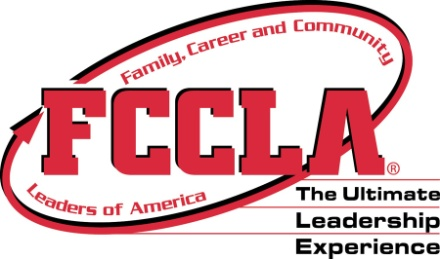 Family, Career and Community
FCCLA®
Leaders of America
The Ultimate
Leadership
Experience